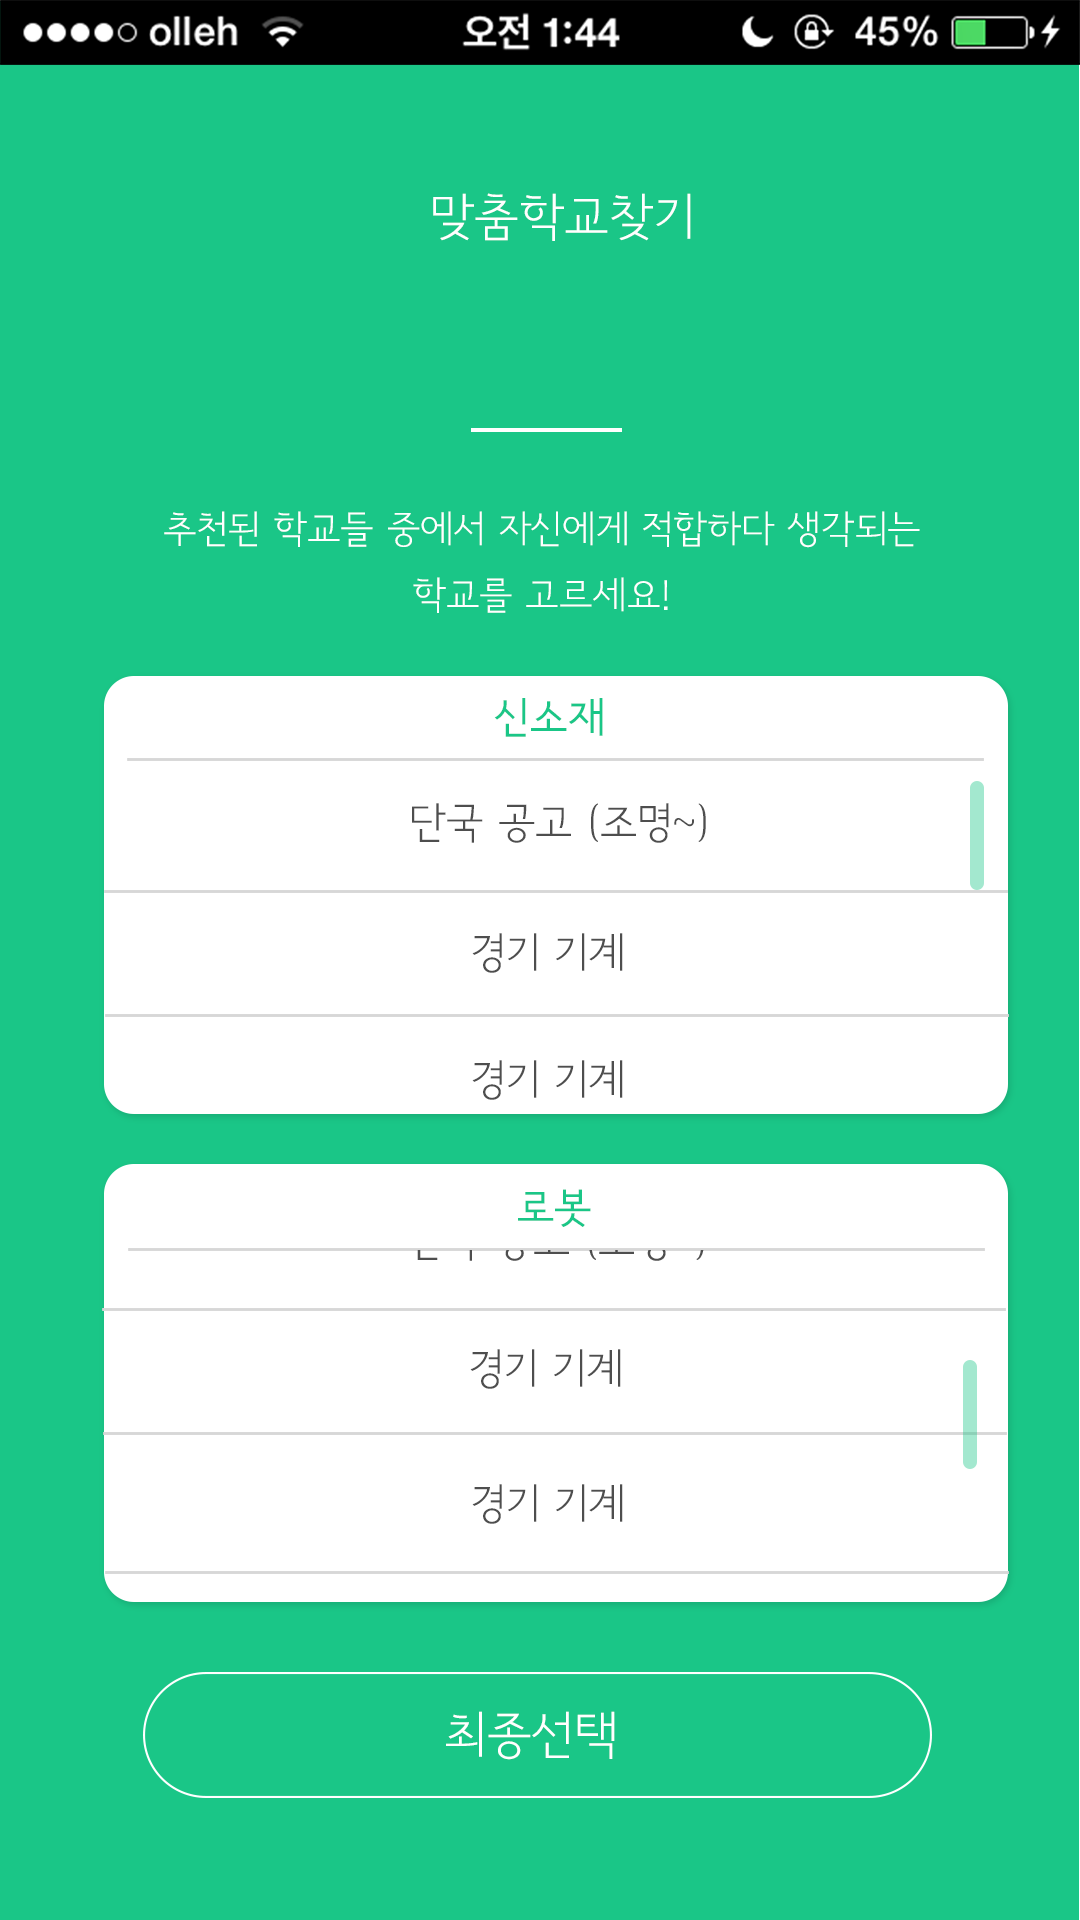 olleh 오전 1:44 45%
맞춤학교찾기
추천된 학교들 중에서 자신에게 적합하다 생각되는
학교를 고르세요!
신소재
단국 공고 (조명~)
경기 기계
경기 기계
로봇
경기 기계
경기 기계
최종선택